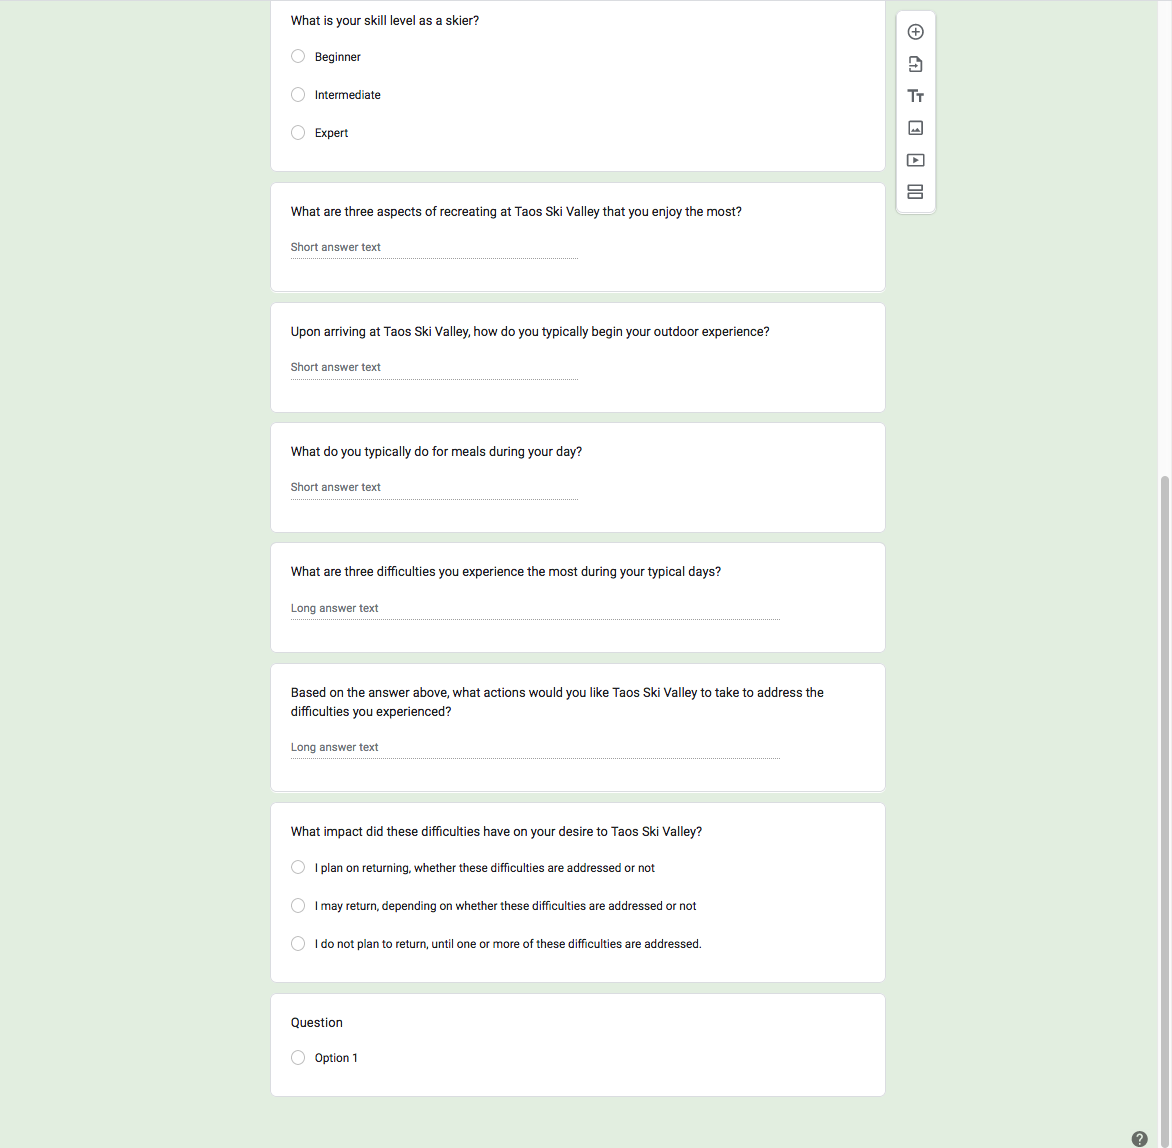 What is your skill level as a skier?
Beginner
Intermediate
Expert
What are three aspects of recreating at Taos Ski Valley that you enjoy the most?
Short answer text
Upon arriving at Taos Ski Valley, how do you typically begin your outdoor experience?
Short answer text
What do you typically do for meals during your day?
Short answer text
What are three difficulties you experience the most during your typical days?
Long answer text
Based on the answer above, what actions would you like Taos Ski Valley to take to address the
difficulties you experienced?
Long answer text
What impact did these difficulties have on your desire to Taos Ski Valley?
I plan on returning, whether these difficulties are addressed or not
I may return, depending on whether these difficulties are addressed or not
I do not plan to return, until one or more of these difficulties are addressed.
Question
Option 1